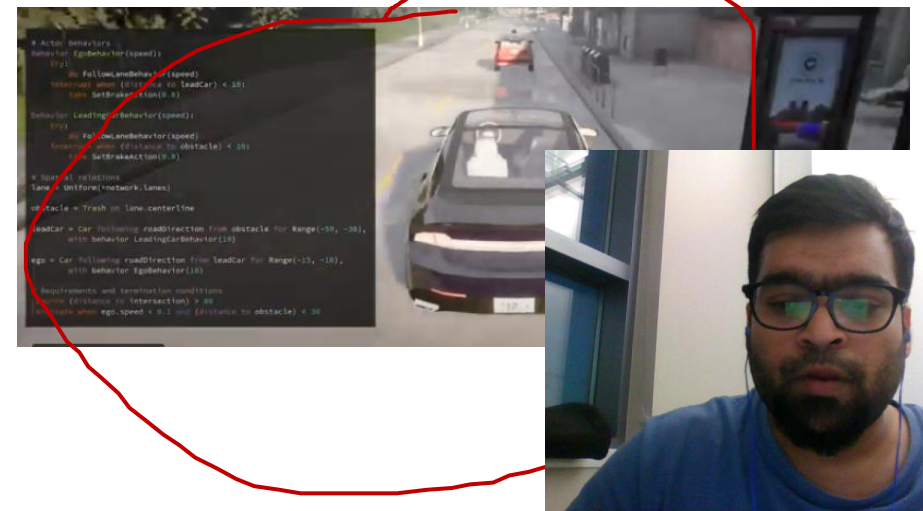 # Actor Behaviors
Behavior EgoBehavior(speed):
try:
do FollowLaneBehavior(speed)
interrupt when (distance to leadCar) < 10:
take SetBrakeAction(0.8)
Behavior LeadingCarBehavior(speed):
try:
do FollowLaneBehavior(speed)
interrupt when (distance to obstacle) < 10:
take SetBrakeAction(0.8)
# Spatial relations
lane = Uniform(*network.lanes)
obstacle = Trash on lane.centerline
leadCar = Car following roadDirection from obstacle for Range(-50, -30),
with behavior LeadingCarBehavior(10)
ego = Car following roadDirection from leadCar for Range(-15, -10),
with behavior EgoBehavior(10)
# Requirements and termination conditions
require (distance to intersection) > 80
terminate when ego.speed < 0.1 and (distance to obstacle) < 30